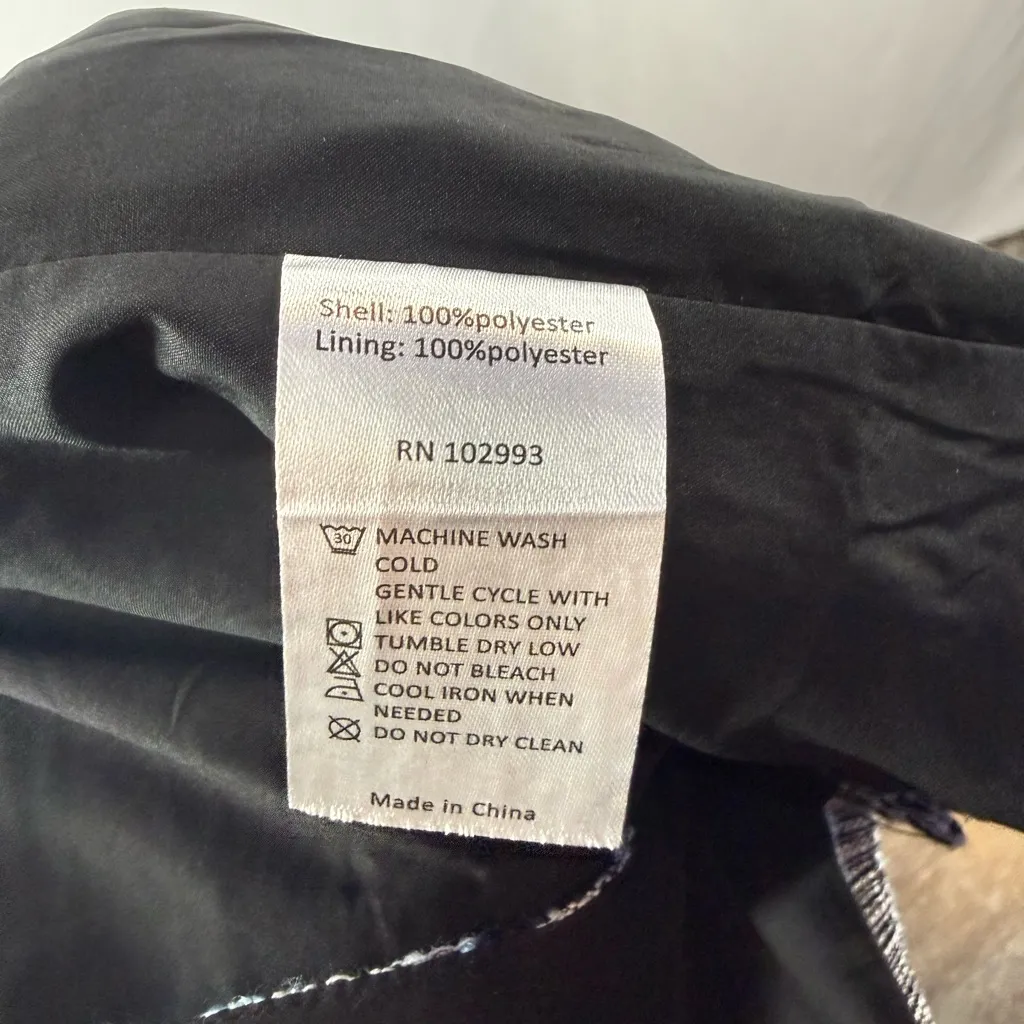 Shell: 100%polyester
Lining: 100%polyester
RN 102993
30
MACHINE WASH
COLD
GENTLE CYCLE WITH
LIKE COLORS ONLY
TUMBLE DRY LOW
DO NOT BLEACH
COOL IRON WHEN
NEEDED
DO NOT DRY CLEAN
Made in China